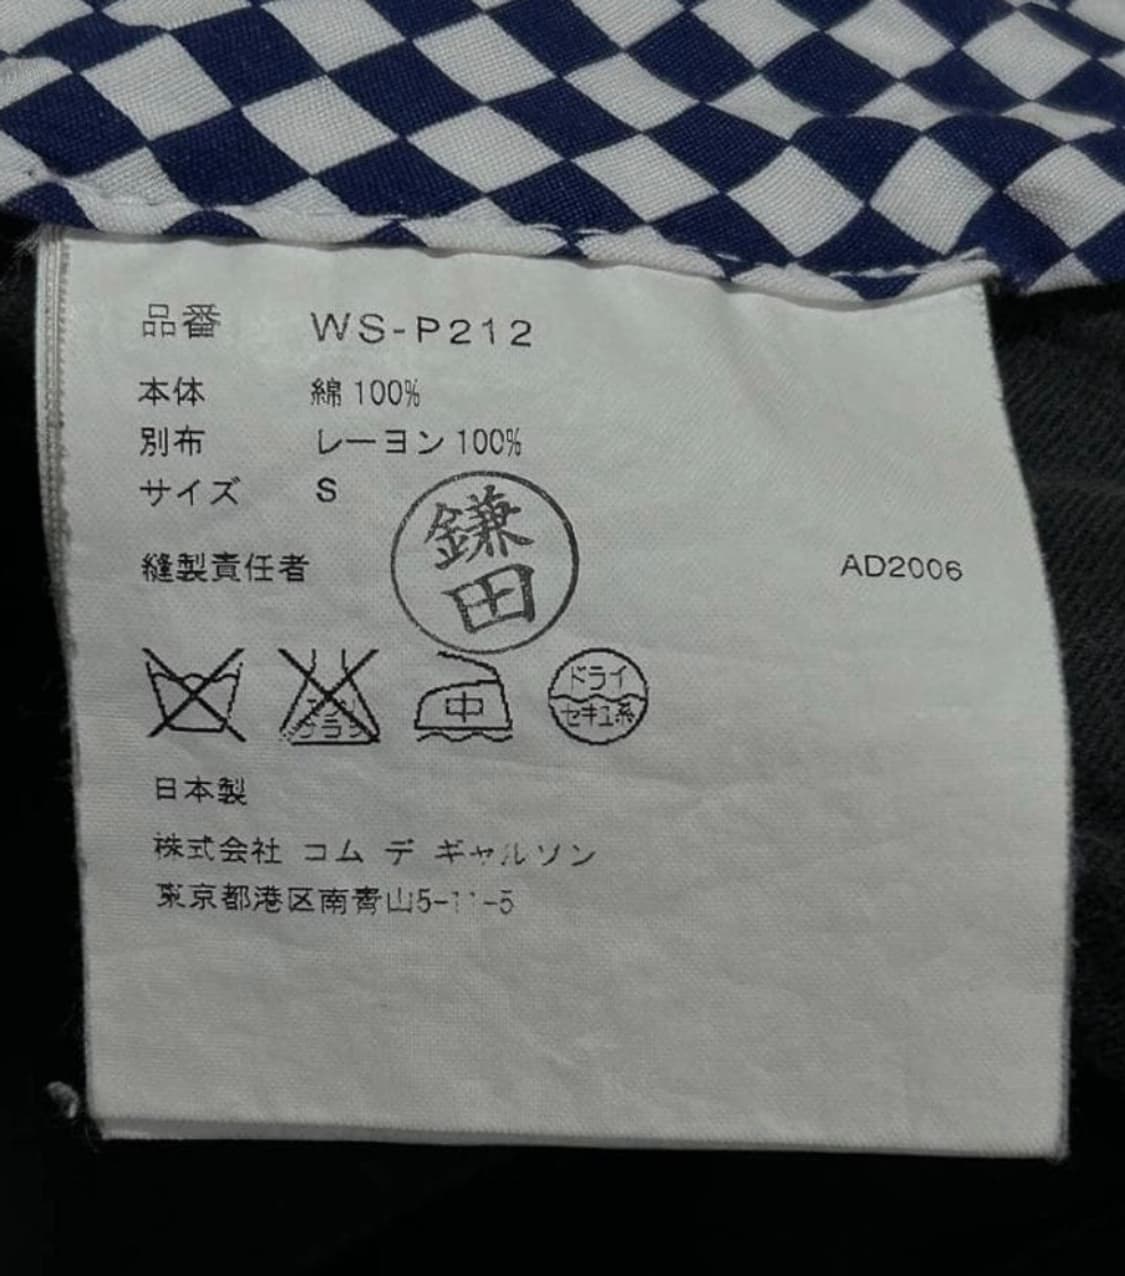 品番 WS-P212
本体 綿 100%
別布 レーヨン 100%
サイズ S
鎌田
縫製責任者 AD2006
中
ドライ
セキユ系
日本製
株式会社 コム デ ギャルソン
東京都港区南青山5-11-5